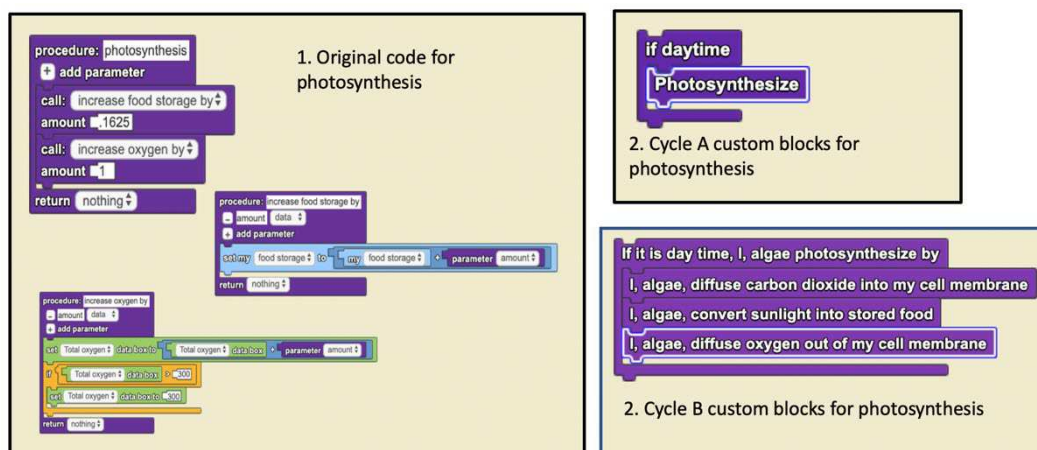 1. Original code for
photosynthesis
procedure: photosynthesis
+ add parameter
call: increase food storage by
amount .1625
call: increase oxygen by
amount 1
return nothing
procedure: increase food storage by
- amount data
+ add parameter
set my food storage to my food storage + parameter amount
return nothing
procedure: increase oxygen by
- amount data
+ add parameter
set Total oxygen data box to Total oxygen data box + parameter amount
if Total oxygen data box > 300
set Total oxygen data box to 300
return nothing
if daytime
Photosynthesize
2. Cycle A custom blocks for
photosynthesis
If it is day time, I, algae photosynthesize by
I, algae, diffuse carbon dioxide into my cell membrane
I, algae, convert sunlight into stored food
I, algae, diffuse oxygen out of my cell membrane
2. Cycle B custom blocks for photosynthesis